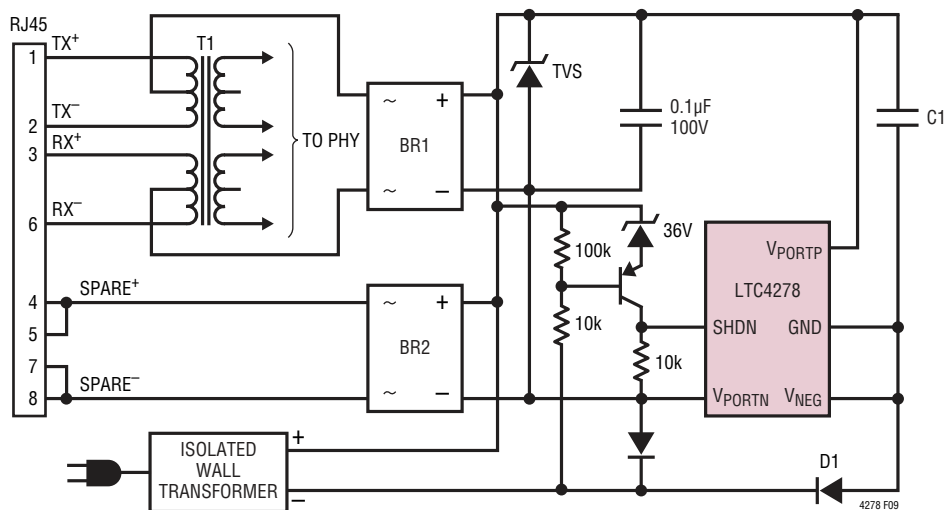 RJ45
1
TX+
2
TX–
3
RX+
6
RX–
4
SPARE+
5
7
8
SPARE–
T1
TO PHY
~
+
BR1
~
–
~
+
BR2
~
–
TVS
0.1µF
100V
C1
100k
36V
10k
10k
LTC4278
VPORTP
SHDN
GND
VPORTN
VNEG
ISOLATED
WALL
TRANSFORMER
+
–
D1
4278 F09